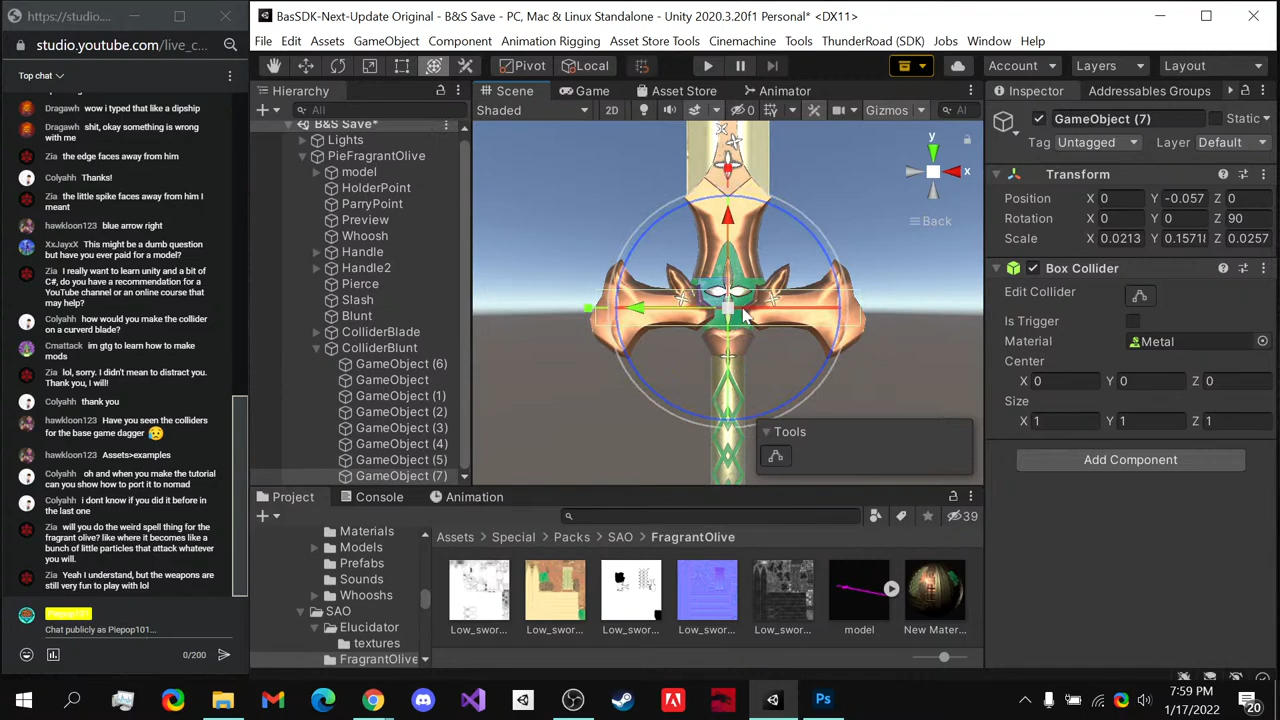 https://studio.yout...
studio.youtube.com/live_c...
Top chat
Dragawh wow i typed that like a dipship
Dragawh shit, okay something is wrong
with me
Zia the edge faces away from him
Colyahh Thanks!
Zia the little spike faces away from him I
meant
hawkloon123 blue arrow right
XxJayxX This might be a dumb question
but have you ever paid for a model?
Zia I really want to learn unity and a bit of
C#, do you have a recommendation for a
YouTube channel or an online course that
may help?
Colyahh how would you make the collider
on a curverd blade?
Cmattack im gtg to learn how to make
mods
Zia lol, sorry. I didn't mean to distract you.
Thank you, I will!
Colyahh thank you
hawkloon123 Have you seen the colliders
for the base game dagger
hawkloon123 Assets>examples
Colyahh oh and when you make the tutorial
can you show how to port it to nomad
Colyahh i dont know if you did it before in
the last one
Zia will you do the weird spell thing for the
fragrant olive? like where it becomes like a
bunch of little particles that attack whatever
you will.
Zia Yeah I understand, but the weapons are
still very fun to play with lol
Chat publicly as Piepop101...
0/200
BasSDK-Next-Update Original - B&S Save - PC, Mac & Linux Standalone - Unity 2020.3.20f1 Personal* <DX11>
File Edit Assets GameObject Component Animation Rigging Asset Store Tools Cinemachine Tools ThunderRoad (SDK) Jobs Window Help
Pivot Local Account Layers Layout
Hierarchy
All
B&S Save*
Lights
PieFragrantOlive
model
HolderPoint
ParryPoint
Preview
Whoosh
Handle
Handle2
Pierce
Slash
Blunt
ColliderBlade
ColliderBlunt
GameObject (6)
GameObject
GameObject (1)
GameObject (2)
GameObject (3)
GameObject (4)
GameObject (5)
GameObject (7)
Scene Game Asset Store Animator
Shaded 2D 0 Gizmos Al
y
x
Back
Tools
Inspector Addressables Groups
GameObject (7) Static
Tag Untagged Layer Default
Transform
Position X 0 Y -0.057 Z 0
Rotation X 0 Y 0 Z 90
Scale X 0.0213 Y 0.1571 Z 0.0257
Box Collider
Edit Collider
Is Trigger
Material Metal
Center
X 0 Y 0 Z 0
Size
X 1 Y 1 Z 1
Add Component
Project Console Animation
39
Materials
Models
Prefabs
Sounds
Whooshs
SAO
Elucidator
textures
FragrantOlive
Assets Special Packs SAO FragrantOlive
Low_swor... Low_swor... Low_swor... Low_swor... Low_swor... model New Mater...
7:59 PM
1/17/2022
20